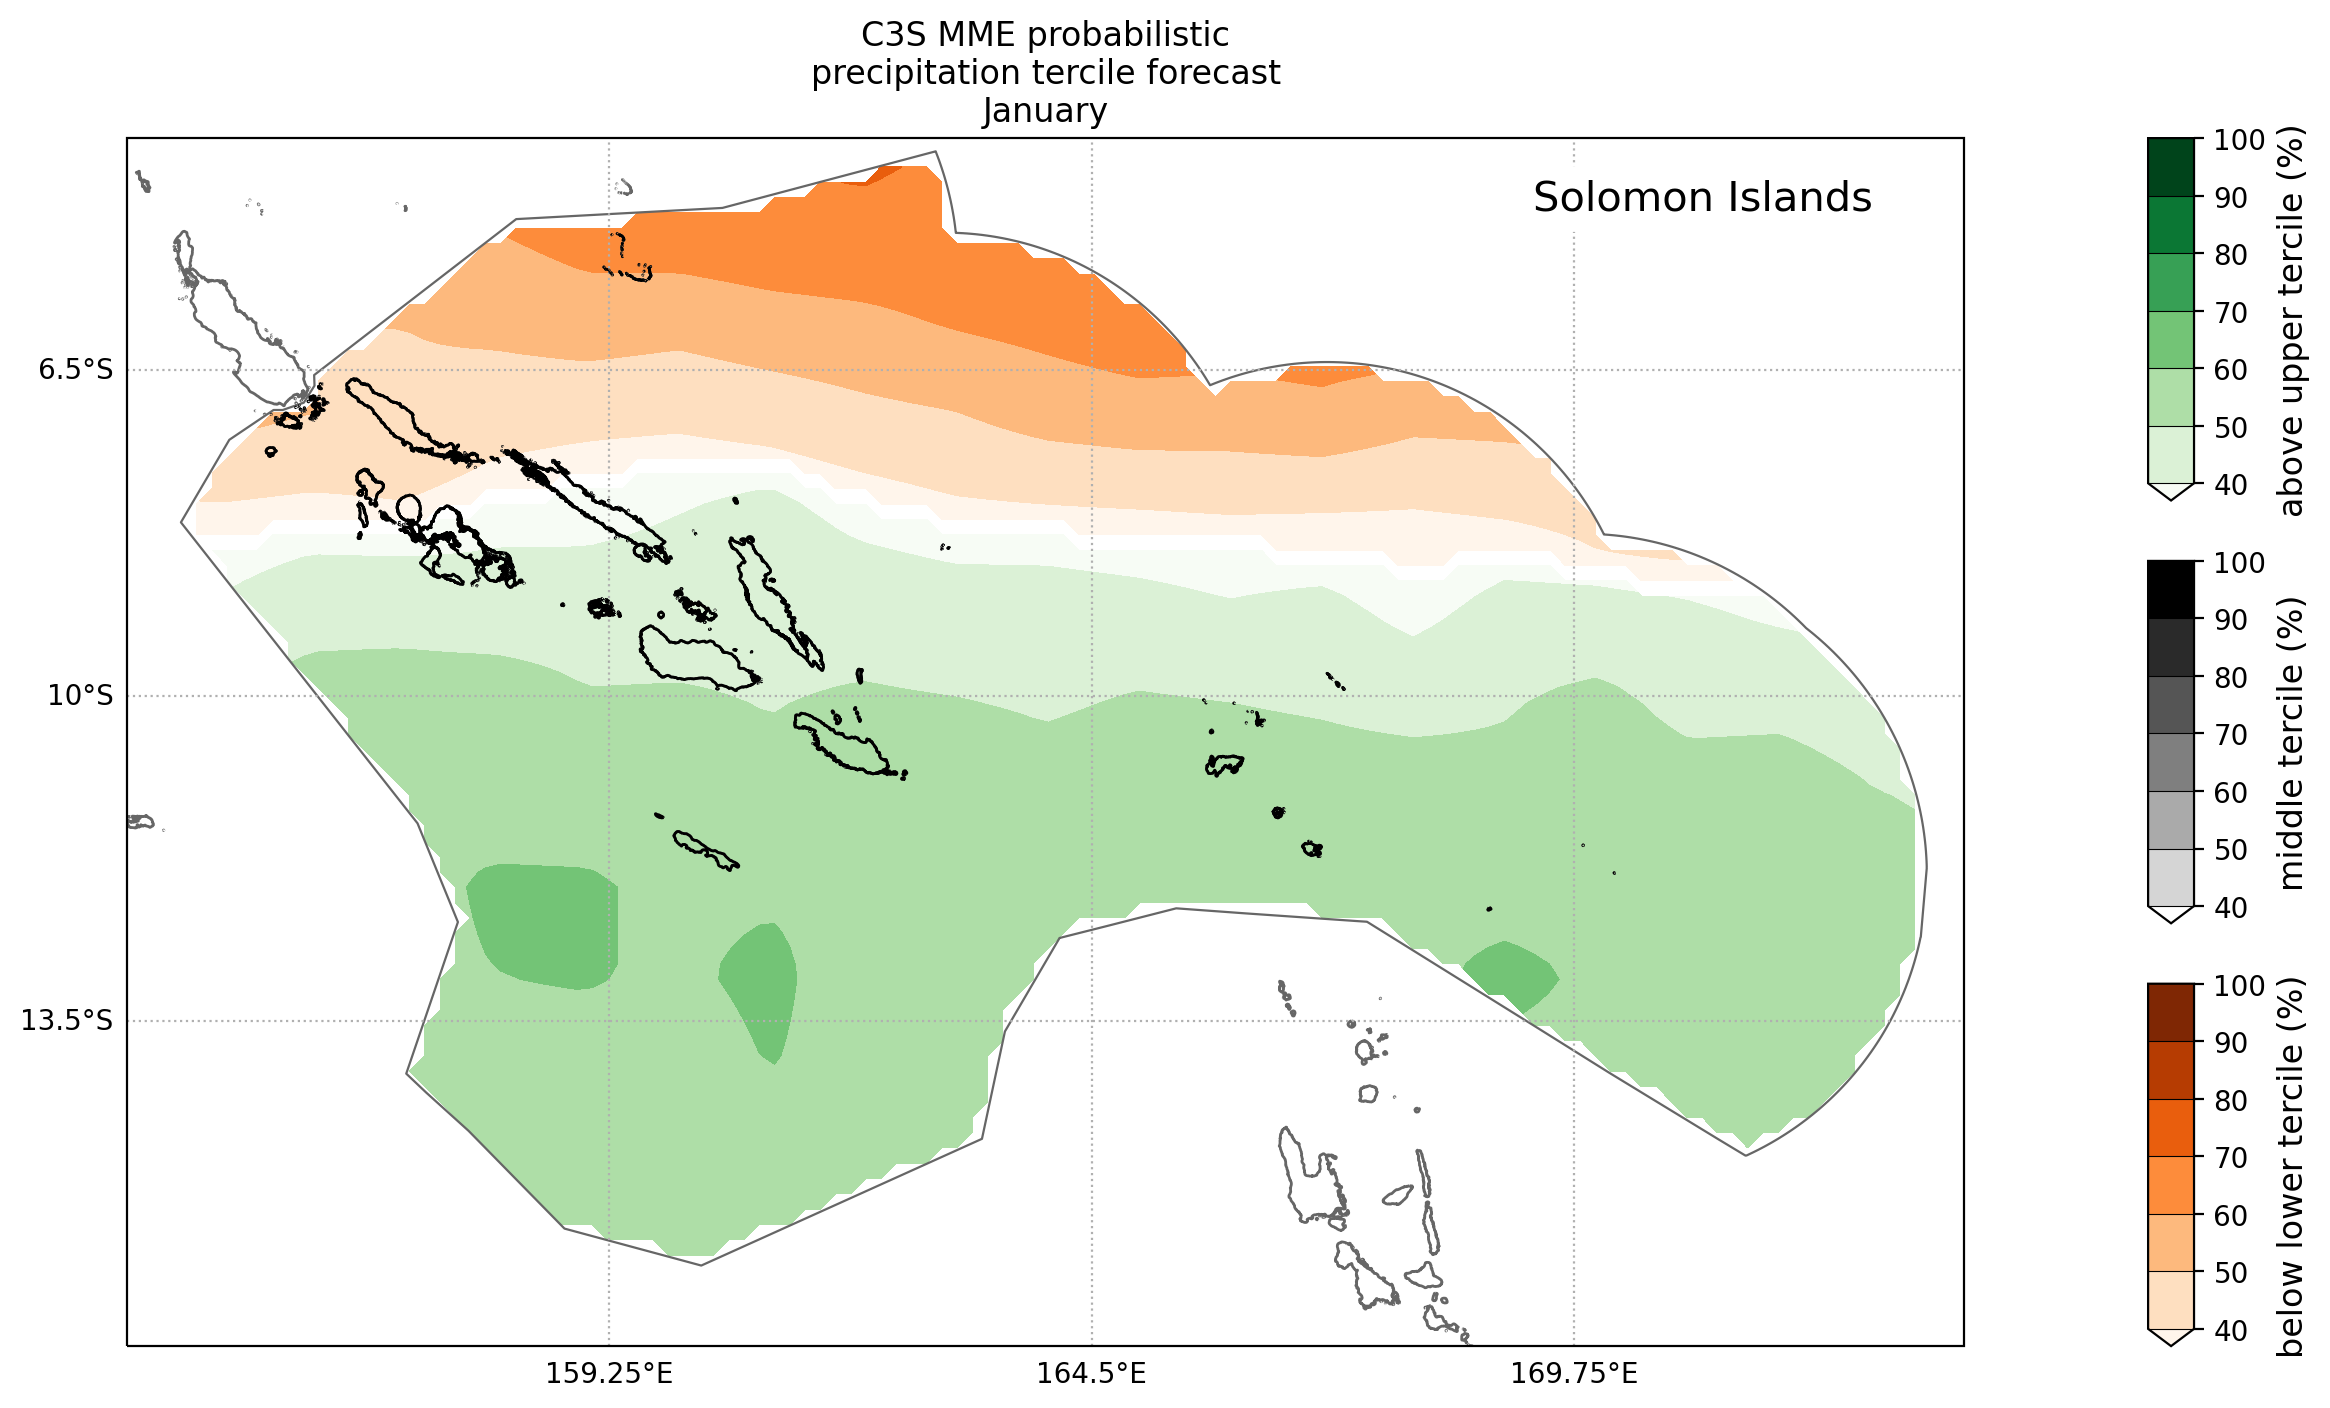 C3S MME probabilistic
precipitation tercile forecast
January
Solomon Islands
6.5°S
10°S
13.5°S
159.25°E
164.5°E
169.75°E
100
90
80
70
60
50
40
above upper tercile (%)
100
90
80
70
60
50
40
middle tercile (%)
100
90
80
70
60
50
40
below lower tercile (%)